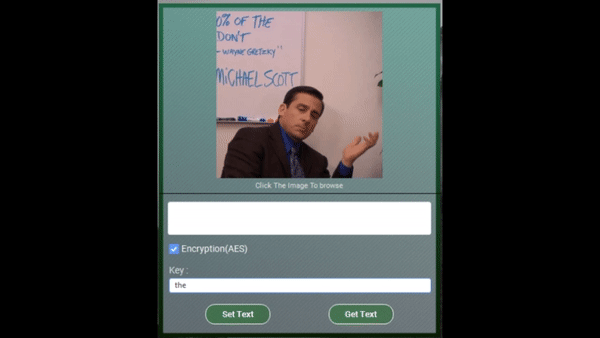 0% OF THE
DON'T
- WAYNE GRETZKY"
MICHAEL SCOTT
Click The Image To browse
Encryption(AES)
Key :
the
Set Text
Get Text